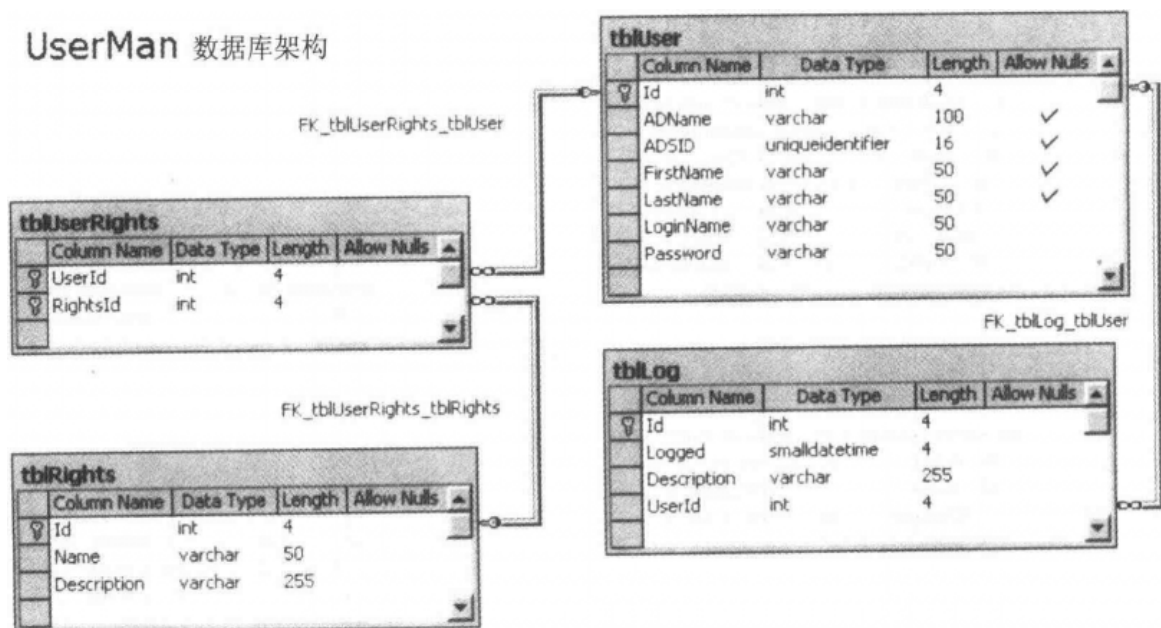 UserMan 数据库架构
tblUser
Column Name Data Type Length Allow Nulls
Id int 4
ADName varchar 100
ADSID uniqueidentifier 16
FirstName varchar 50
LastName varchar 50
LoginName varchar 50
Password varchar 50
FK_tblUserRights_tblUser
tblUserRights
Column Name Data Type Length Allow Nulls
UserId int 4
RightsId int 4
FK_tblLog_tblUser
tblLog
Column Name Data Type Length Allow Nulls
Id int 4
Logged smalldatetime 4
Description varchar 255
UserId int 4
FK_tblUserRights_tblRights
tblRights
Column Name Data Type Length Allow Nulls
Id int 4
Name varchar 50
Description varchar 255